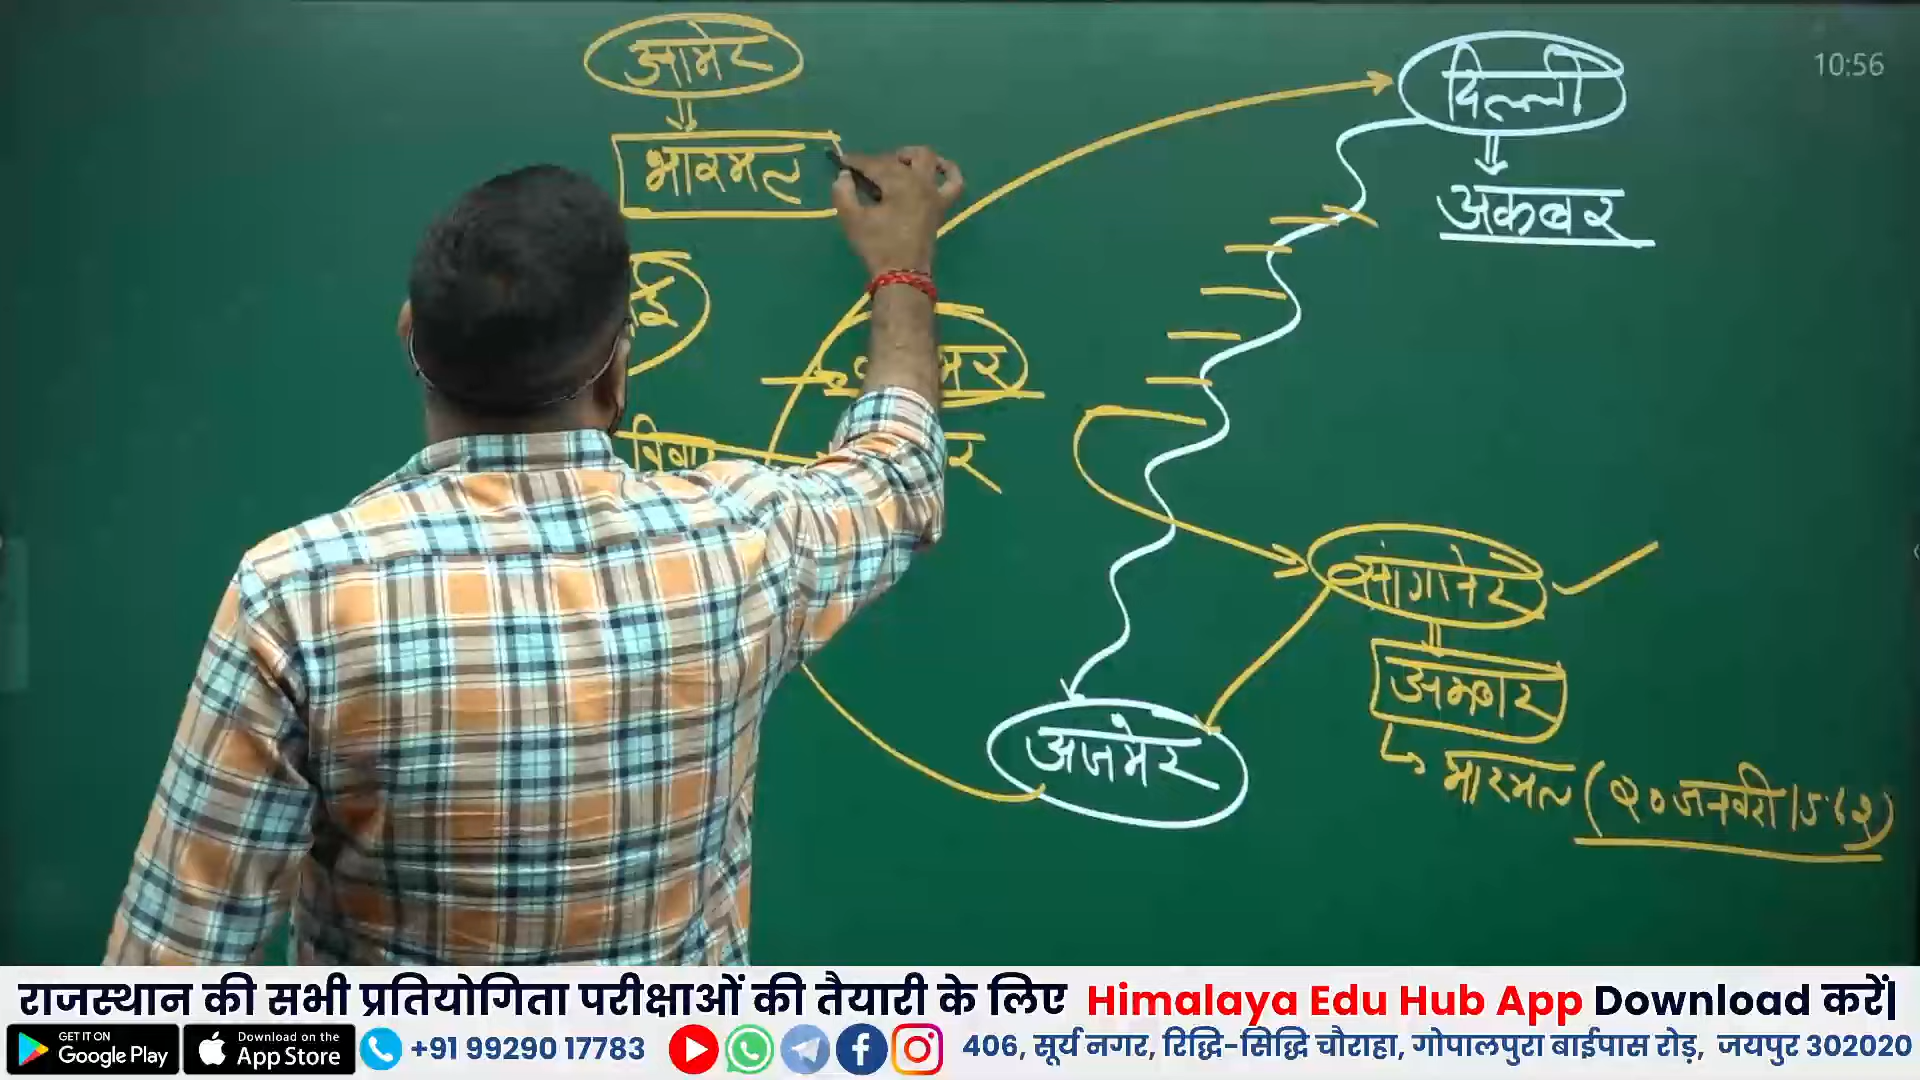 आमेर
भारमल
दिल्ली
अकबर
10:56
विवाह
सांगानेर
अकबर
भारमल (२० जनवरी 1562)
अजमेर
राजस्थान की सभी प्रतियोगिता परीक्षाओं की तैयारी के लिए Himalaya Edu Hub App Download करें|
GET IT ON Google Play
Download on the App Store
+91 99290 17783
406, सूर्य नगर, रिद्धि-सिद्धि चौराहा, गोपालपुरा बाईपास रोड़, जयपुर 302020